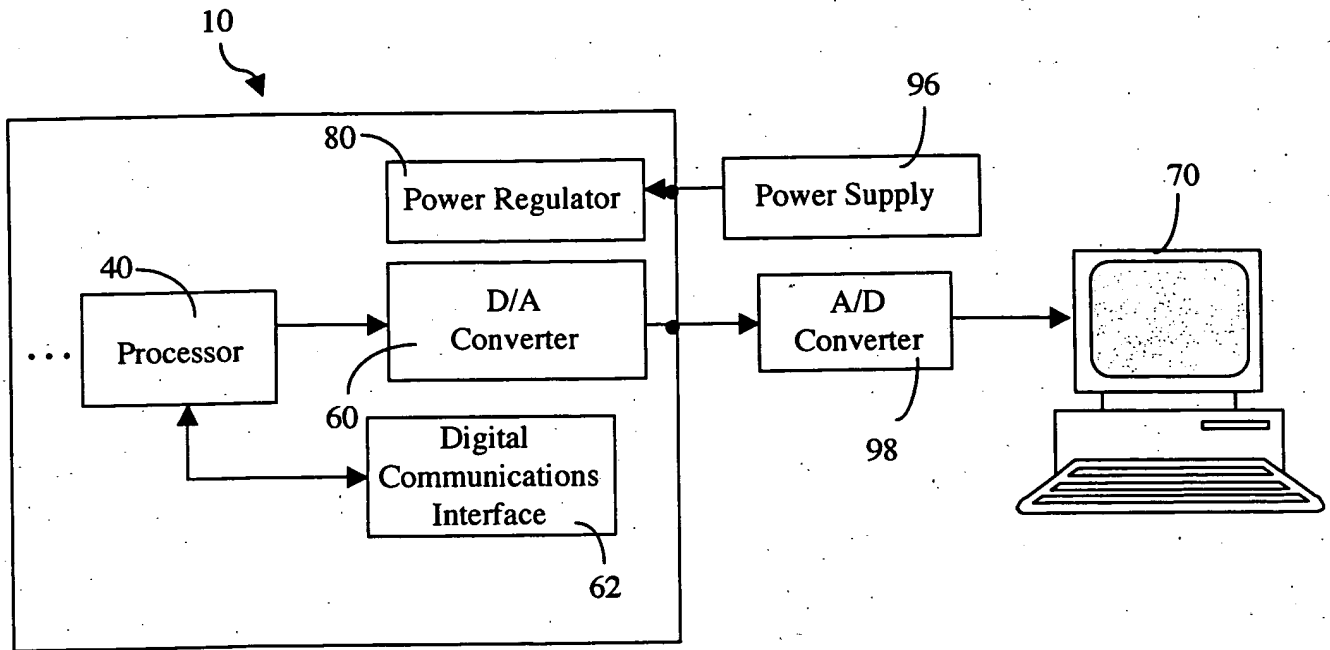 10
80
96
Power Regulator
Power Supply
70
40
D/A
Converter
A/D
Converter
...
Processor
60
98
Digital
Communications
Interface
62